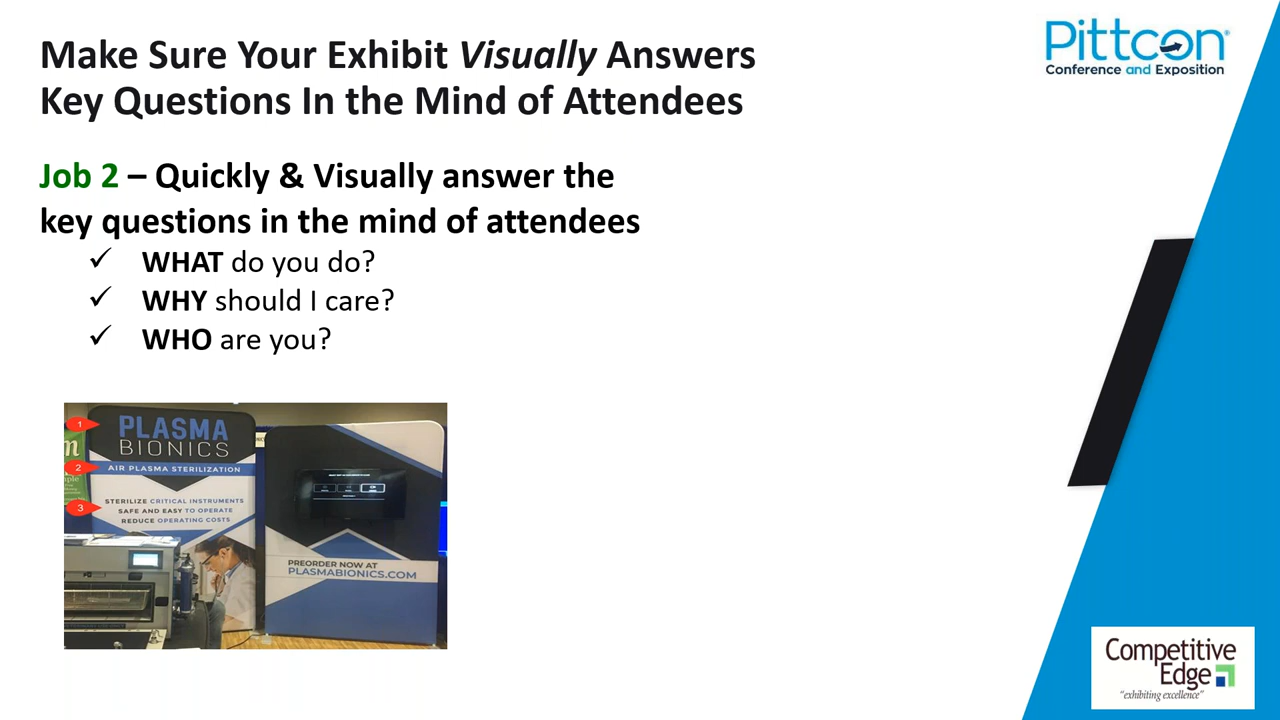 Make Sure Your Exhibit Visually Answers
Key Questions In the Mind of Attendees
Pittcon
Conference and Exposition
Job 2 – Quickly & Visually answer the
key questions in the mind of attendees
✓ WHAT do you do?
✓ WHY should I care?
✓ WHO are you?
1
PLASMA
BIONICS
2
AIR PLASMA STERILIZATION
STERILIZE CRITICAL INSTRUMENTS
3
SAFE AND EASY TO OPERATE
REDUCE OPERATING COSTS
PREORDER NOW AT
PLASMABIONICS.COM
Competitive
Edge
"exhibiting excellence"